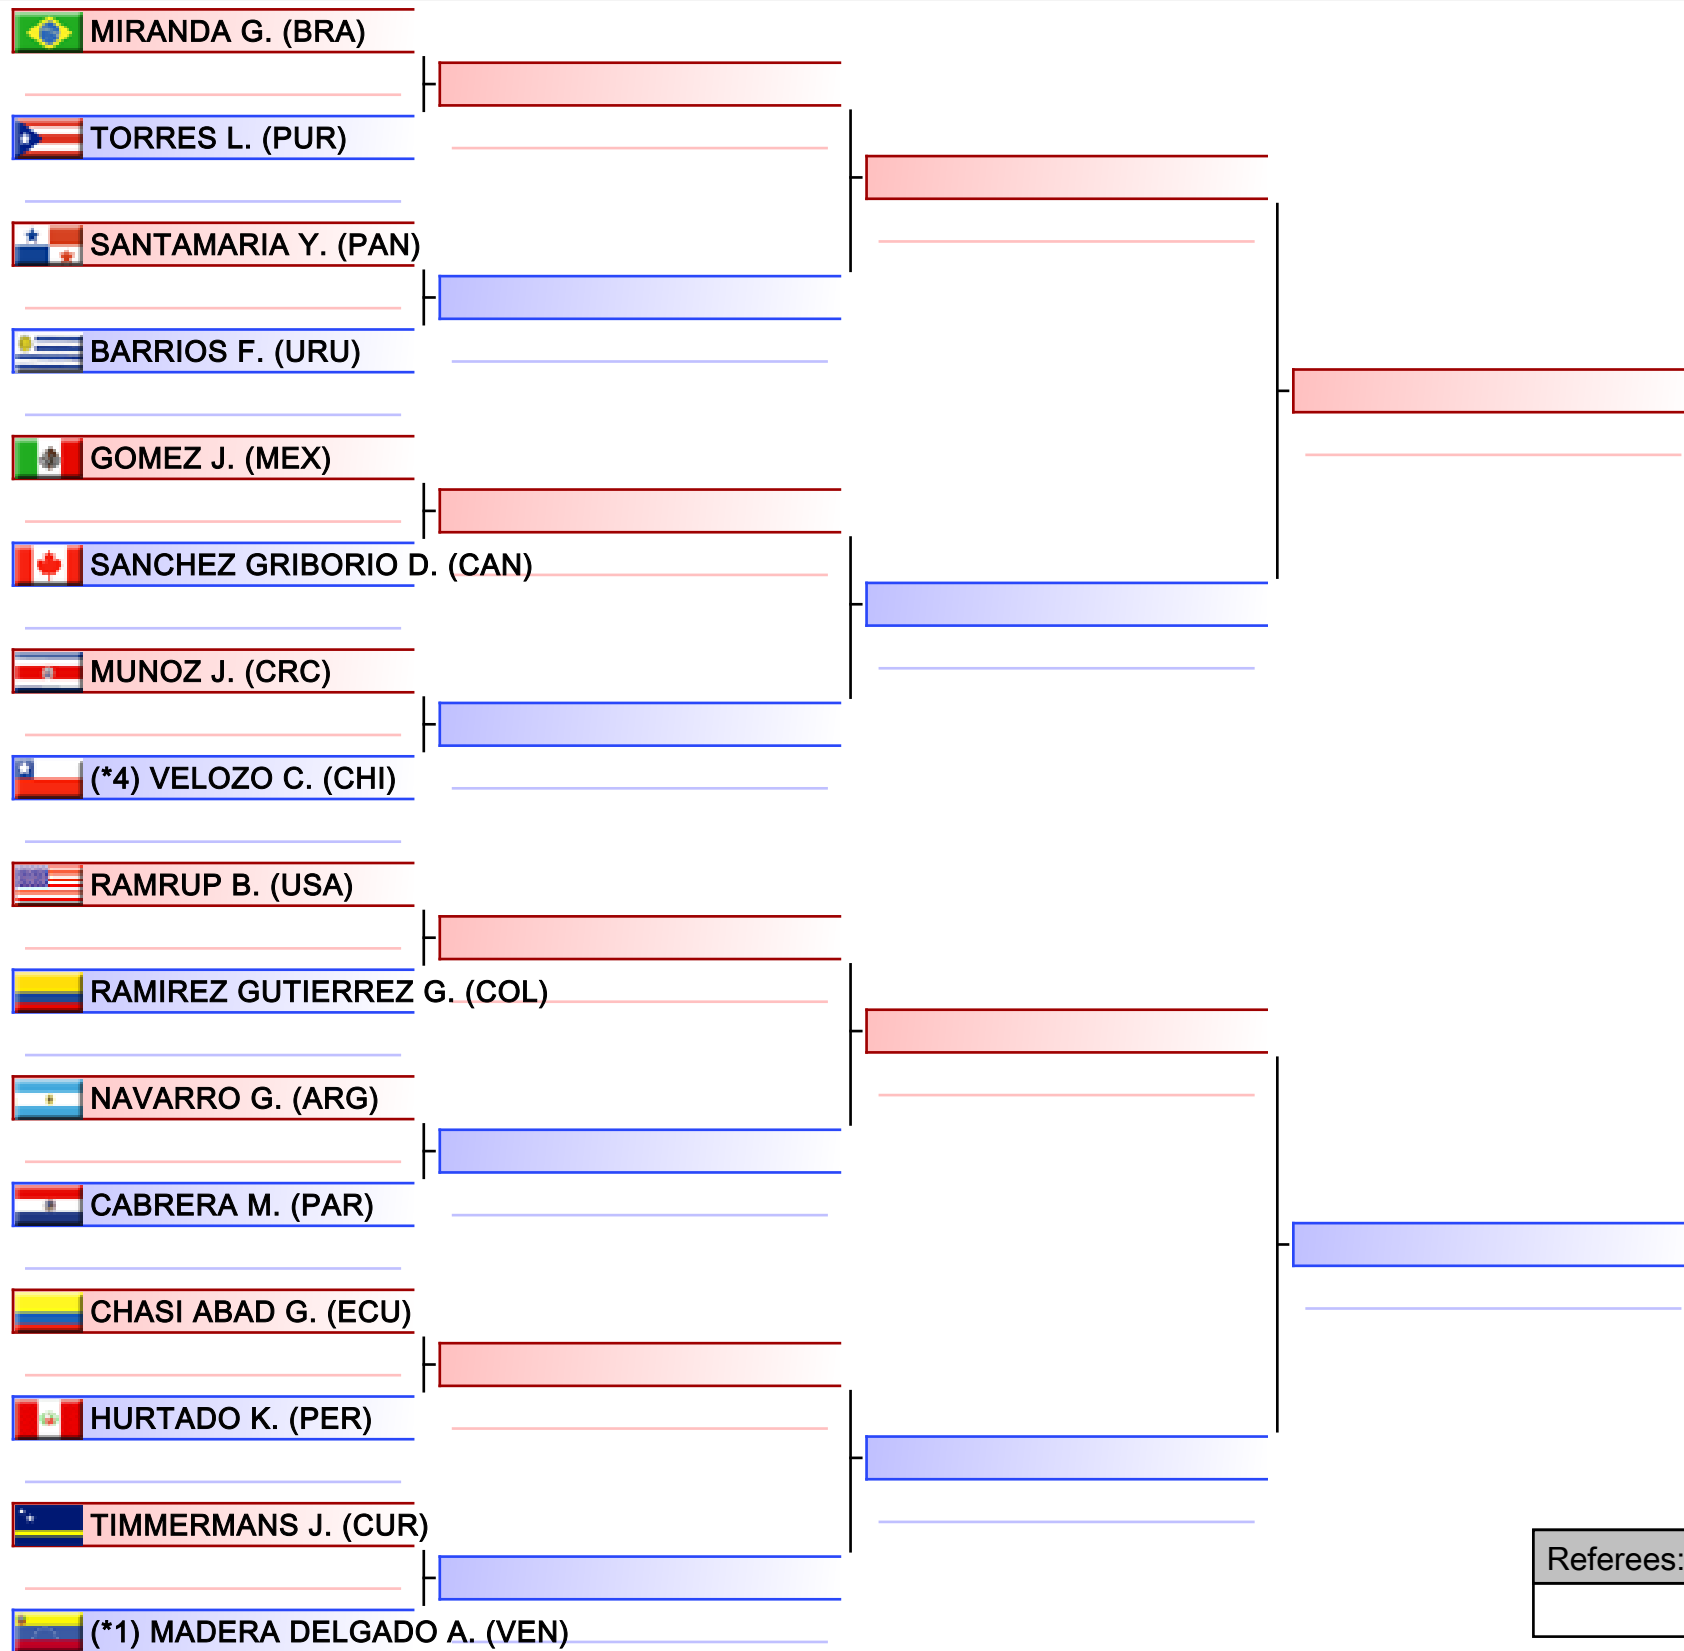 MIRANDA G. (BRA)
TORRES L. (PUR)
SANTAMARIA Y. (PAN)
BARRIOS F. (URU)
GOMEZ J. (MEX)
SANCHEZ GRIBORIO D. (CAN)
MUNOZ J. (CRC)
(*4) VELOZO C. (CHI)
RAMRUP B. (USA)
RAMIREZ GUTIERREZ G. (COL)
NAVARRO G. (ARG)
CABRERA M. (PAR)
CHASI ABAD G. (ECU)
HURTADO K. (PER)
TIMMERMANS J. (CUR)
(*1) MADERA DELGADO A. (VEN)
Referees: